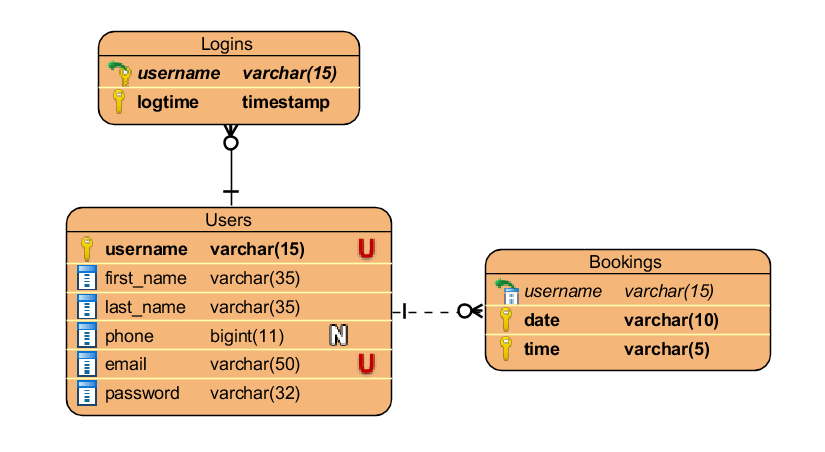 Logins
username varchar(15)
logtime timestamp
Users
username varchar(15) U
first_name varchar(35)
last_name varchar(35)
phone bigint(11) N
email varchar(50) U
password varchar(32)
Bookings
username varchar(15)
date varchar(10)
time varchar(5)